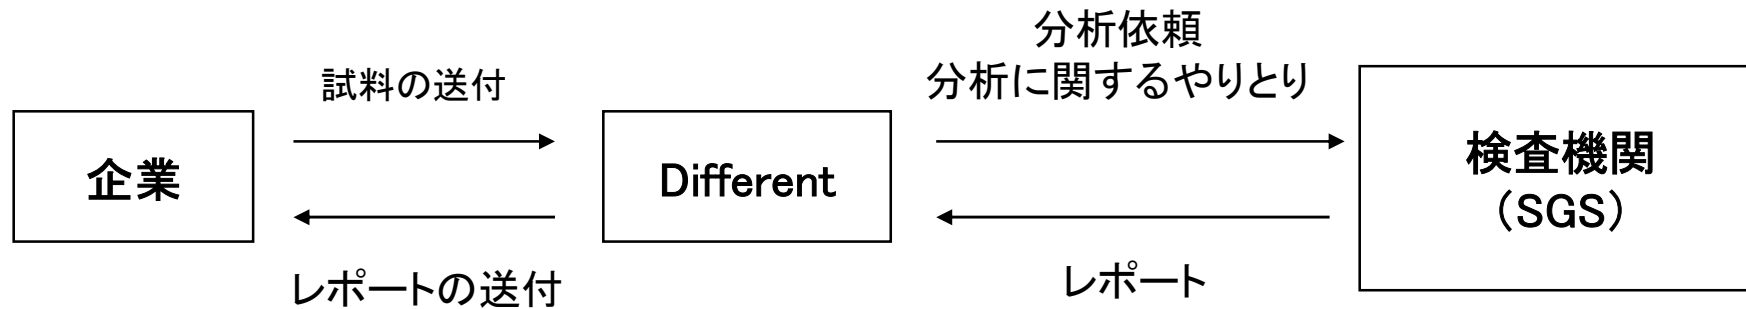 分析依頼
分析に関するやりとり
試料の送付
企業
Different
検査機関
（SGS）
レポートの送付
レポート